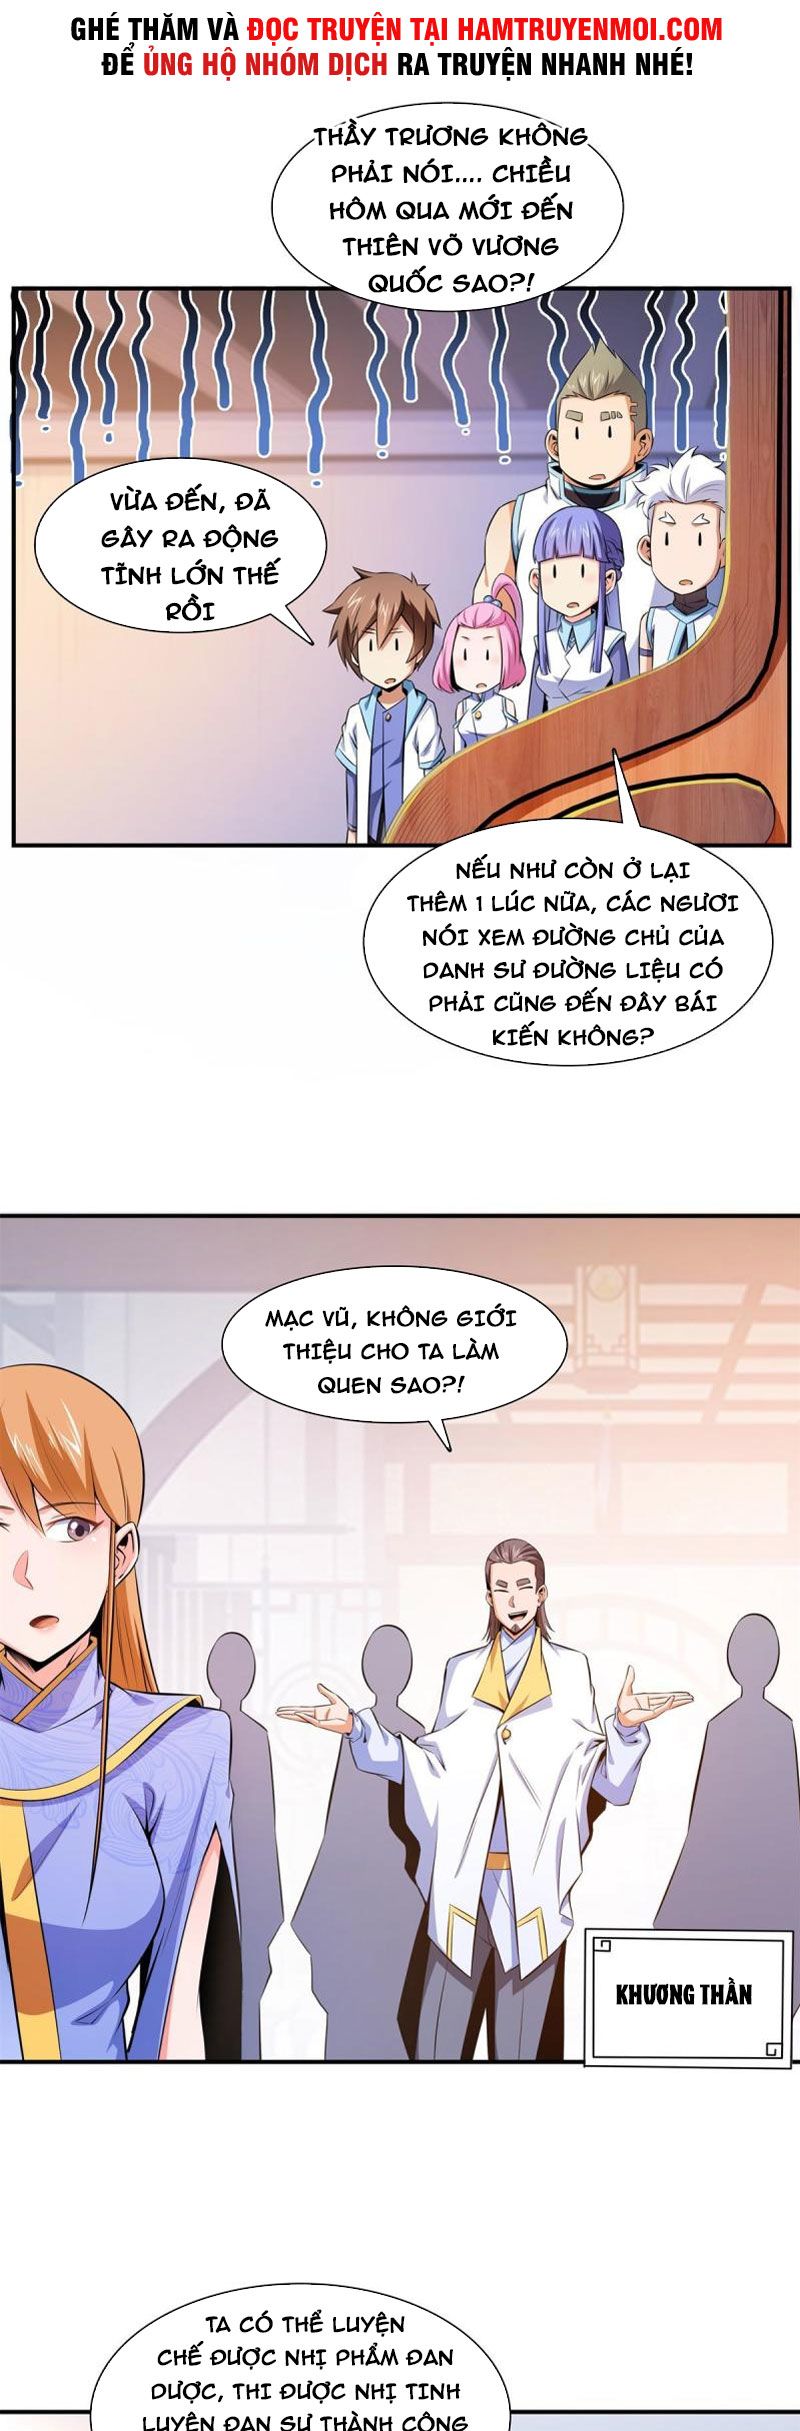 GHÉ THĂM VÀ ĐỌC TRUYỆN TẠI HAMTRUYENMOI.COM
ĐỂ ỦNG HỘ NHÓM DỊCH RA TRUYỆN NHANH NHÉ!
THẦY TRƯƠNG KHÔNG
PHẢI NÓI.... CHIỀU
HÔM QUA MỚI ĐẾN
THIÊN VÕ VƯƠNG
QUỐC SAO?!
VỪA ĐẾN, ĐÃ
GÂY RA ĐỘNG
TĨNH LỚN THẾ
RỒI
NẾU NHƯ CÒN Ở LẠI
THÊM 1 LÚC NỮA, CÁC NGƯƠI
NÓI XEM ĐƯỜNG CHỦ CỦA
DANH SƯ ĐƯỜNG LIỆU CÓ
PHẢI CŨNG ĐẾN ĐÂY BÁI
KIẾN KHÔNG?
MẠC VŨ, KHÔNG GIỚI
THIỆU CHO TA LÀM
QUEN SAO?!
KHƯƠNG THẦN
TA CÓ THỂ LUYỆN
CHẾ ĐƯỢC NHỊ PHẨM ĐAN
DƯỢC, THI ĐƯỢC NHỊ TINH
LUYỆN ĐAN SƯ THÀNH CÔNG